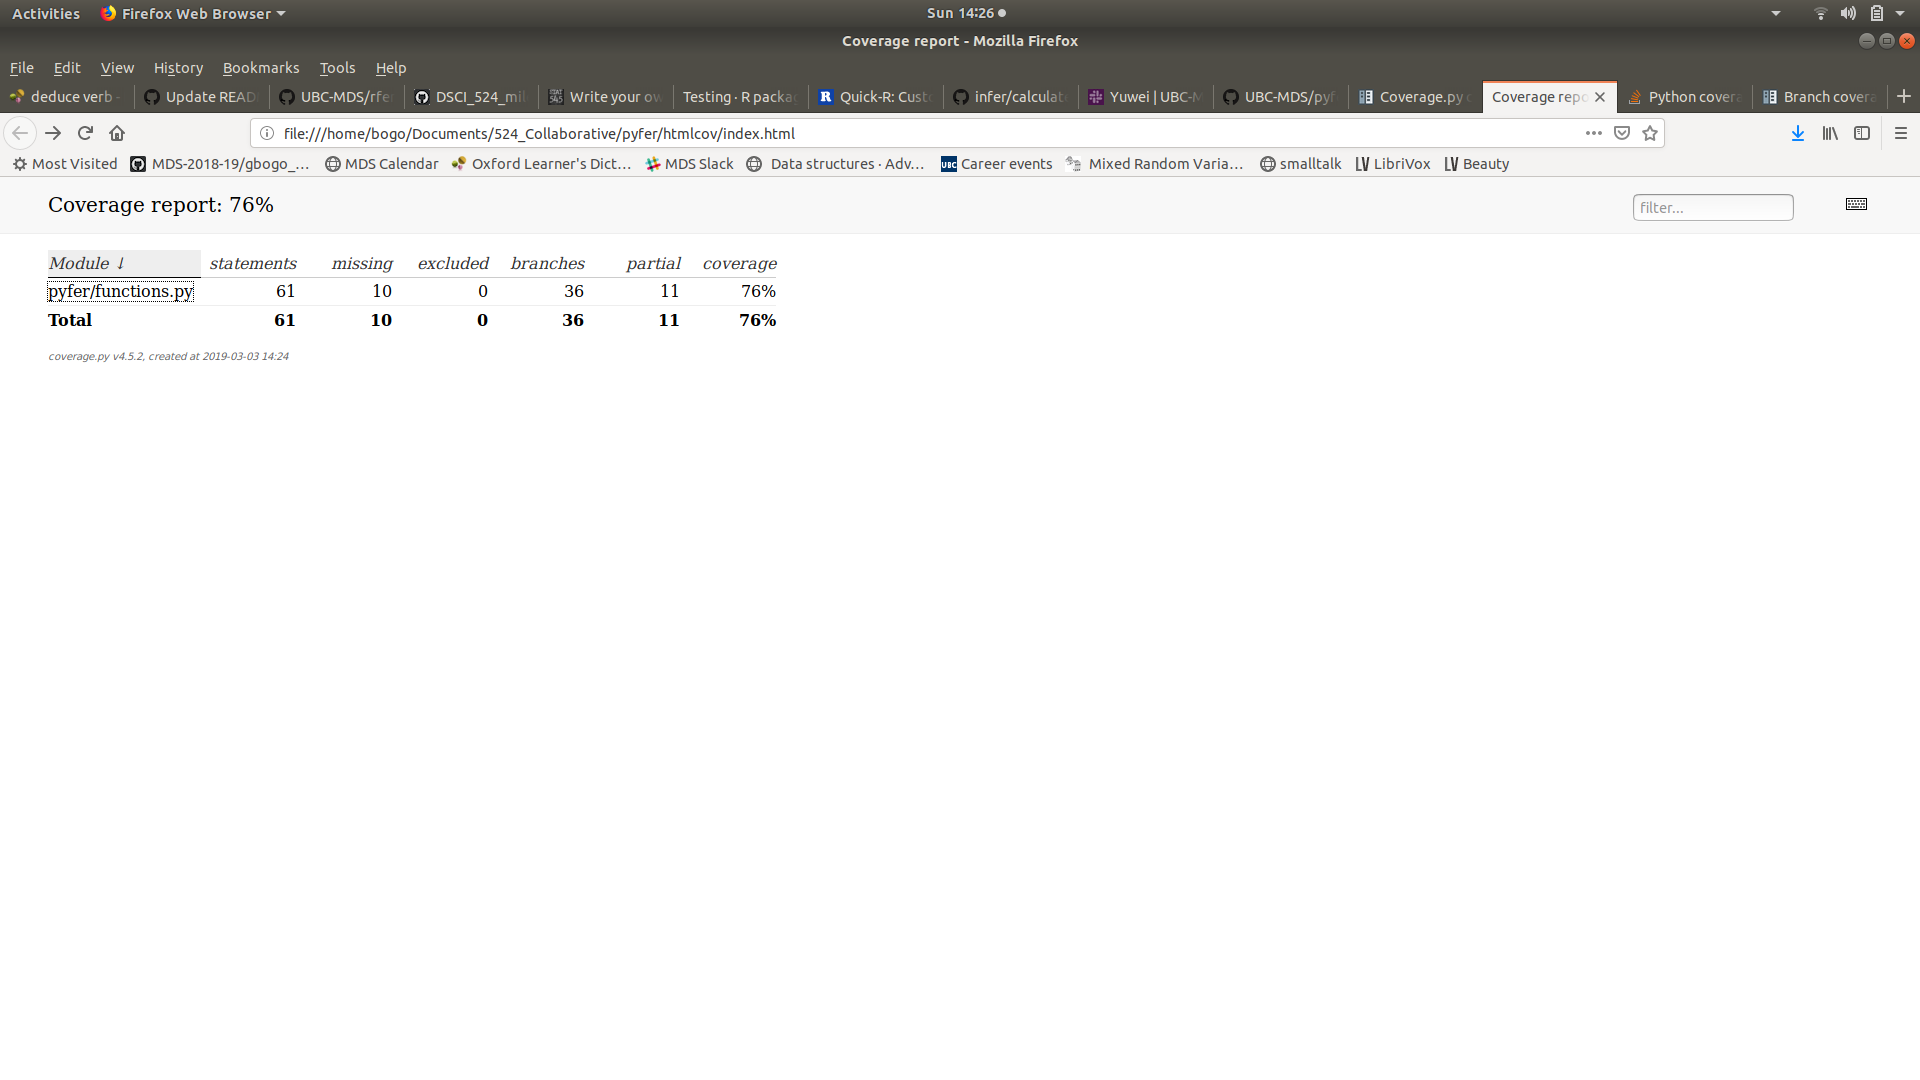 Activities Firefox Web Browser Sun 14:26
Coverage report - Mozilla Firefox
File Edit View History Bookmarks Tools Help
deduce verb - Update READ UBC-MDS/rfe DSCI_524_mil Write your ow Testing · R packa Quick-R: Cust infer/calculat Yuwei | UBC-M UBC-MDS/pyf Coverage.py Coverage repo Python covera Branch covera
file:///home/bogo/Documents/524_Collaborative/pyfer/htmlcov/index.html
Most Visited MDS-2018-19/gbogo_... MDS Calendar Oxford Learner's Dict... MDS Slack Data structures · Adv... UBC Career events Mixed Random Varia... smalltalk LV LibriVox LV Beauty
Coverage report: 76% filter...
Module ↓ statements missing excluded branches partial coverage
pyfer/functions.py 61 10 0 36 11 76%
Total 61 10 0 36 11 76%
coverage.py v4.5.2, created at 2019-03-03 14:24